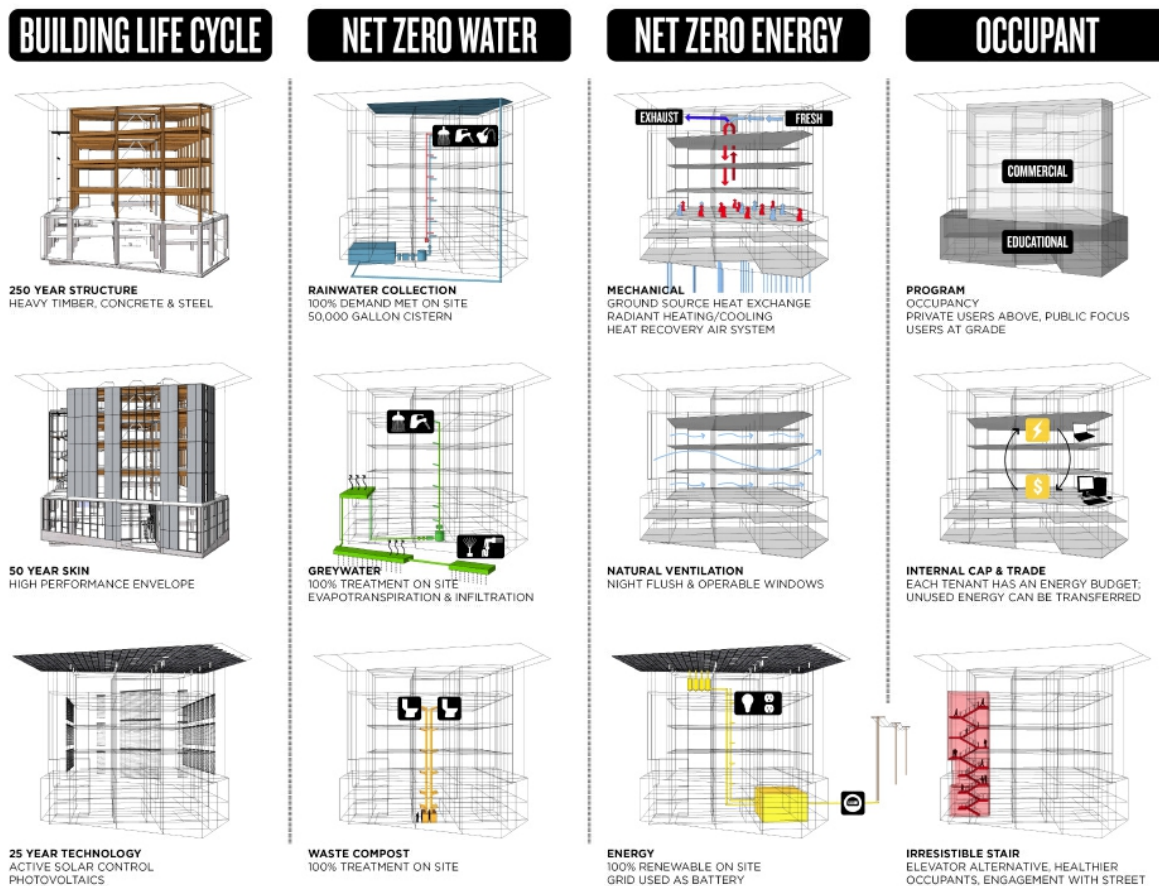 BUILDING LIFE CYCLE
NET ZERO WATER
NET ZERO ENERGY
OCCUPANT
250 YEAR STRUCTURE
HEAVY TIMBER, CONCRETE & STEEL
RAINWATER COLLECTION
100% DEMAND MET ON SITE
50,000 GALLON CISTERN
EXHAUST
FRESH
MECHANICAL
GROUND SOURCE HEAT EXCHANGE
RADIANT HEATING/COOLING
HEAT RECOVERY AIR SYSTEM
COMMERCIAL
EDUCATIONAL
PROGRAM
OCCUPANCY
PRIVATE USERS ABOVE, PUBLIC FOCUS
USERS AT GRADE
50 YEAR SKIN
HIGH PERFORMANCE ENVELOPE
GREYWATER
100% TREATMENT ON SITE
EVAPOTRANSPIRATION & INFILTRATION
NATURAL VENTILATION
NIGHT FLUSH & OPERABLE WINDOWS
$
INTERNAL CAP & TRADE
EACH TENANT HAS AN ENERGY BUDGET;
UNUSED ENERGY CAN BE TRANSFERRED
25 YEAR TECHNOLOGY
ACTIVE SOLAR CONTROL
PHOTOVOLTAICS
WASTE COMPOST
100% TREATMENT ON SITE
ENERGY
100% RENEWABLE ON SITE
GRID USED AS BATTERY
IRRESISTIBLE STAIR
ELEVATOR ALTERNATIVE, HEALTHIER
OCCUPANTS, ENGAGEMENT WITH STREET